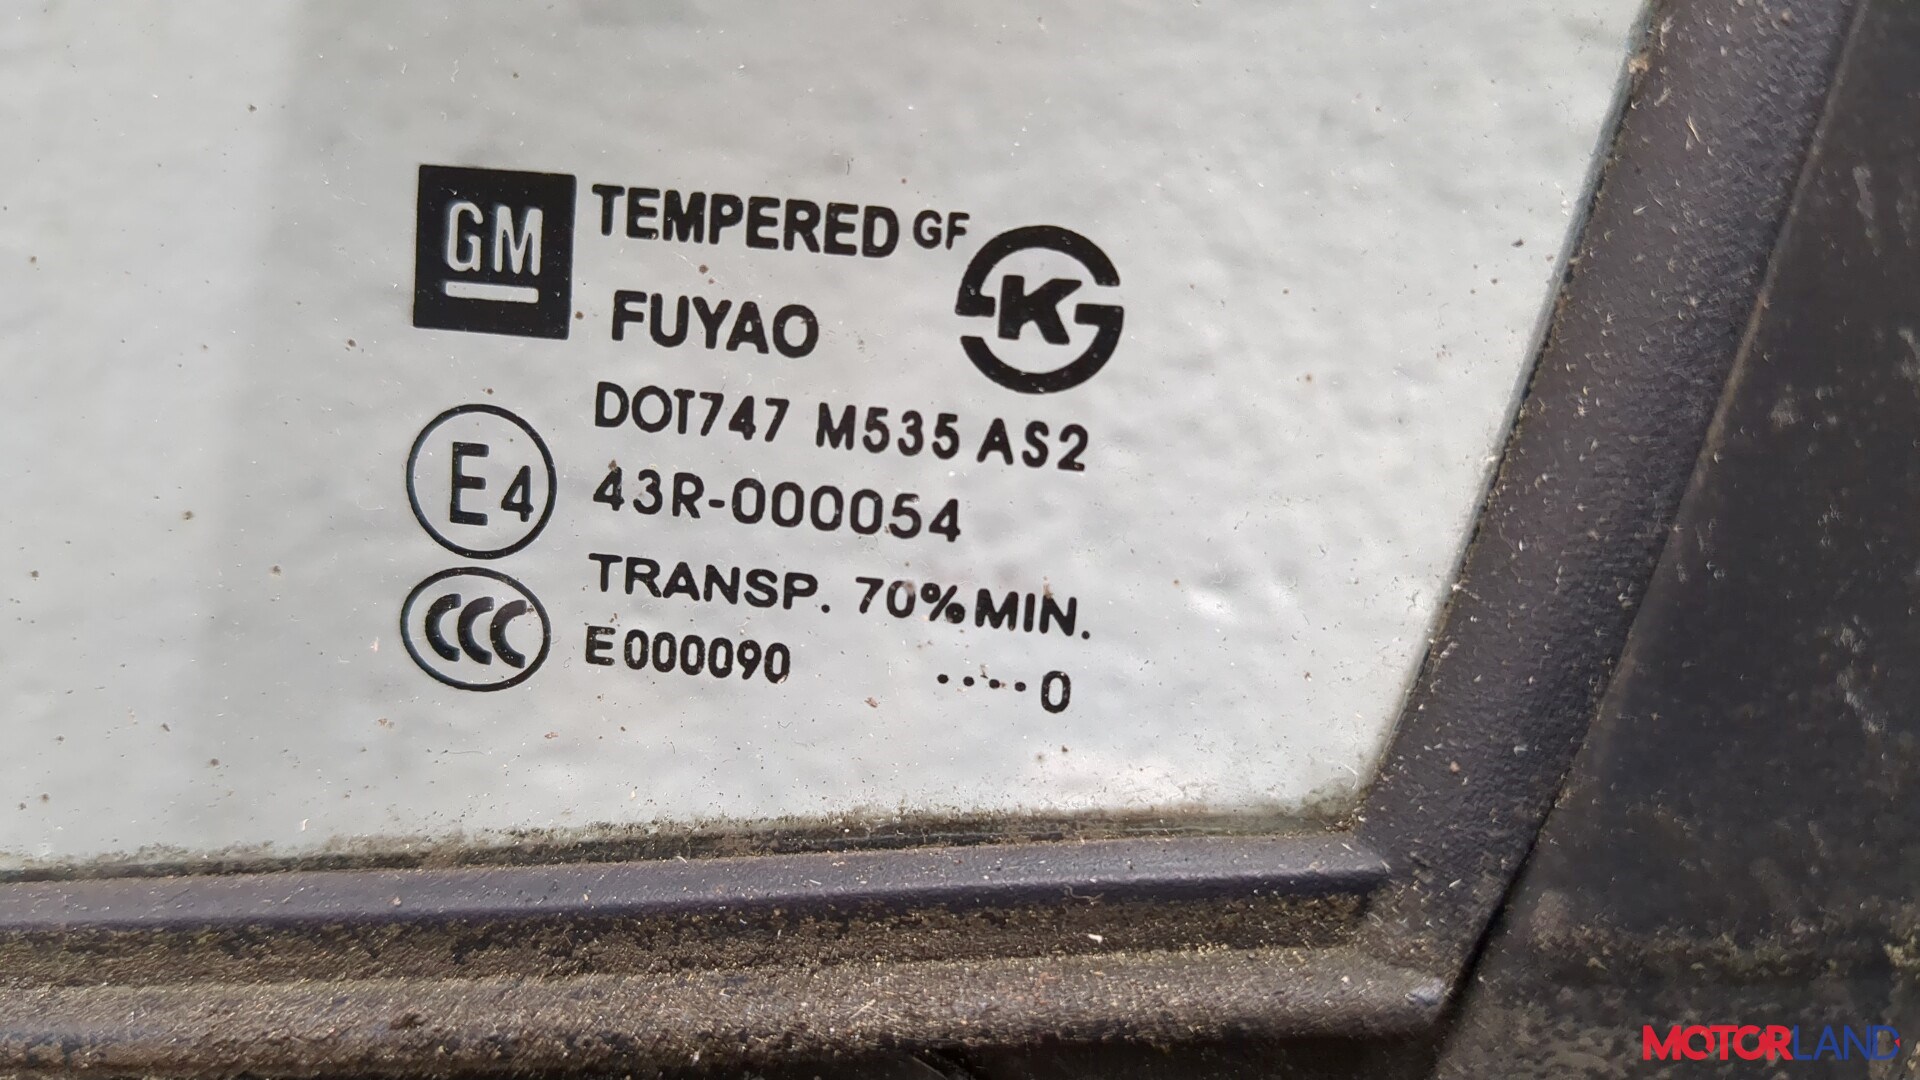 GM
TEMPERED GF
FUYAO
K
DOT747 M535 AS2
E4
43R-000054
TRANSP. 70%MIN.
CCC
E000090 ....0
MOTORLAND